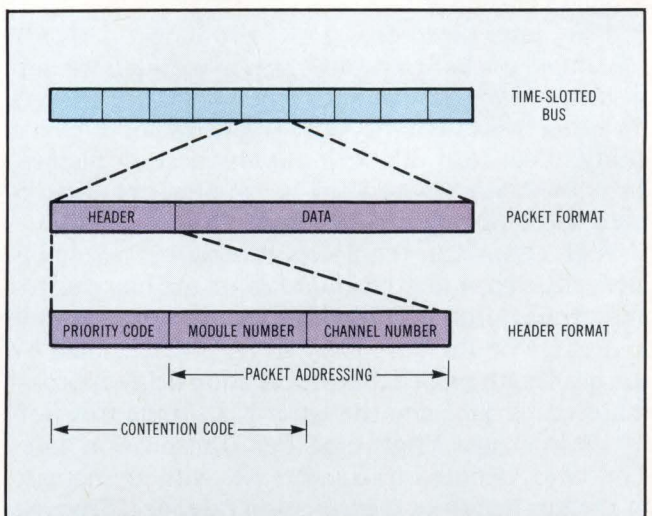 TIME-SLOTTED
BUS
HEADER DATA PACKET FORMAT
PRIORITY CODE MODULE NUMBER CHANNEL NUMBER HEADER FORMAT
PACKET ADDRESSING
CONTENTION CODE